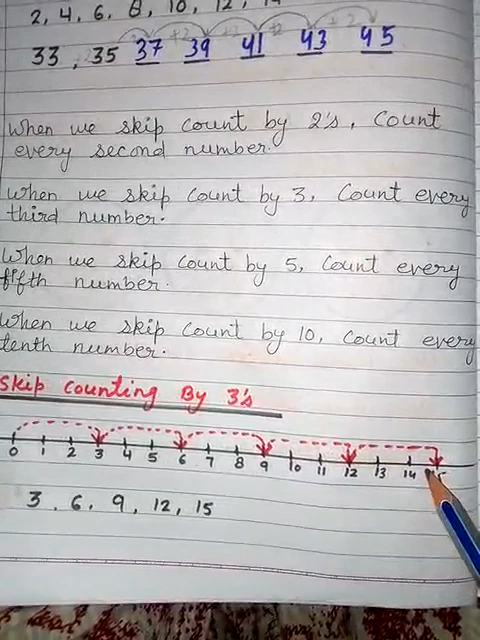 2, 4, 6, 8, 10, 12, 14
+2 +2 +2 +2
33, 35 37 39 41 43 45
When we skip count by 2's, Count
every second number.
When we skip count by 3, Count every
third number.
When we skip count by 5, Count every
fifth number.
When we skip count by 10, Count every
tenth number.
Skip counting By 3's
0 1 2 3 4 5 6 7 8 9 10 11 12 13 14 15
3. 6. 9, 12, 15